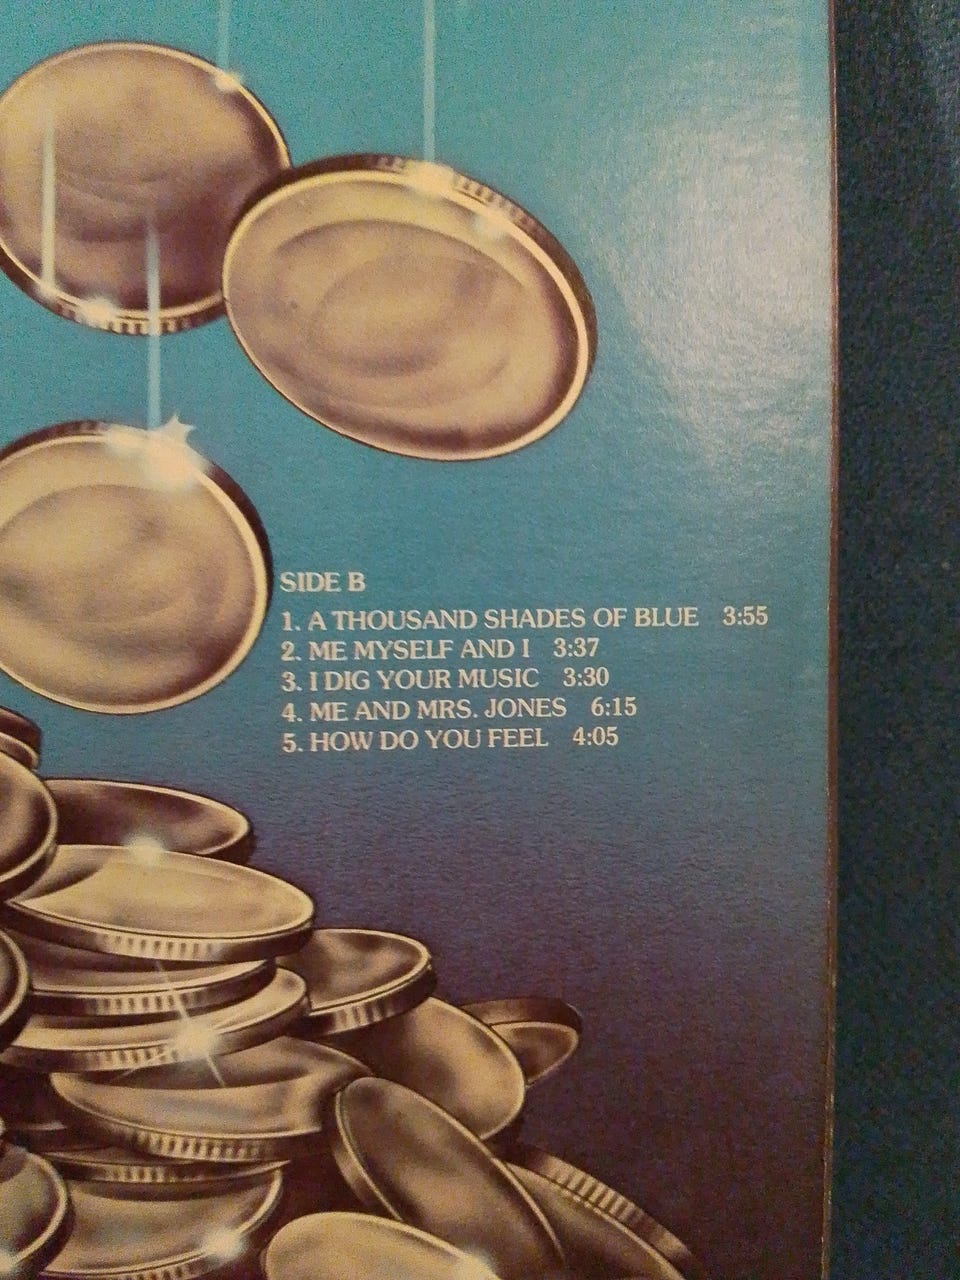 SIDE B
1. A THOUSAND SHADES OF BLUE 3:55
2. ME MYSELF AND I 3:37
3. I DIG YOUR MUSIC 3:30
4. ME AND MRS. JONES 6:15
5. HOW DO YOU FEEL 4:05